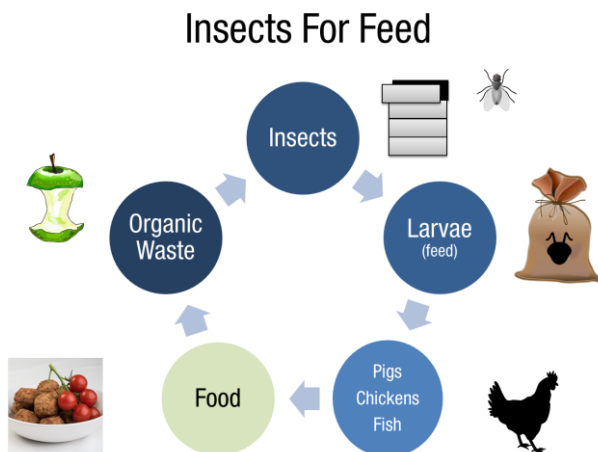 Insects For Feed
Insects
Larvae
(feed)
Pigs
Chickens
Fish
Food
Organic
Waste